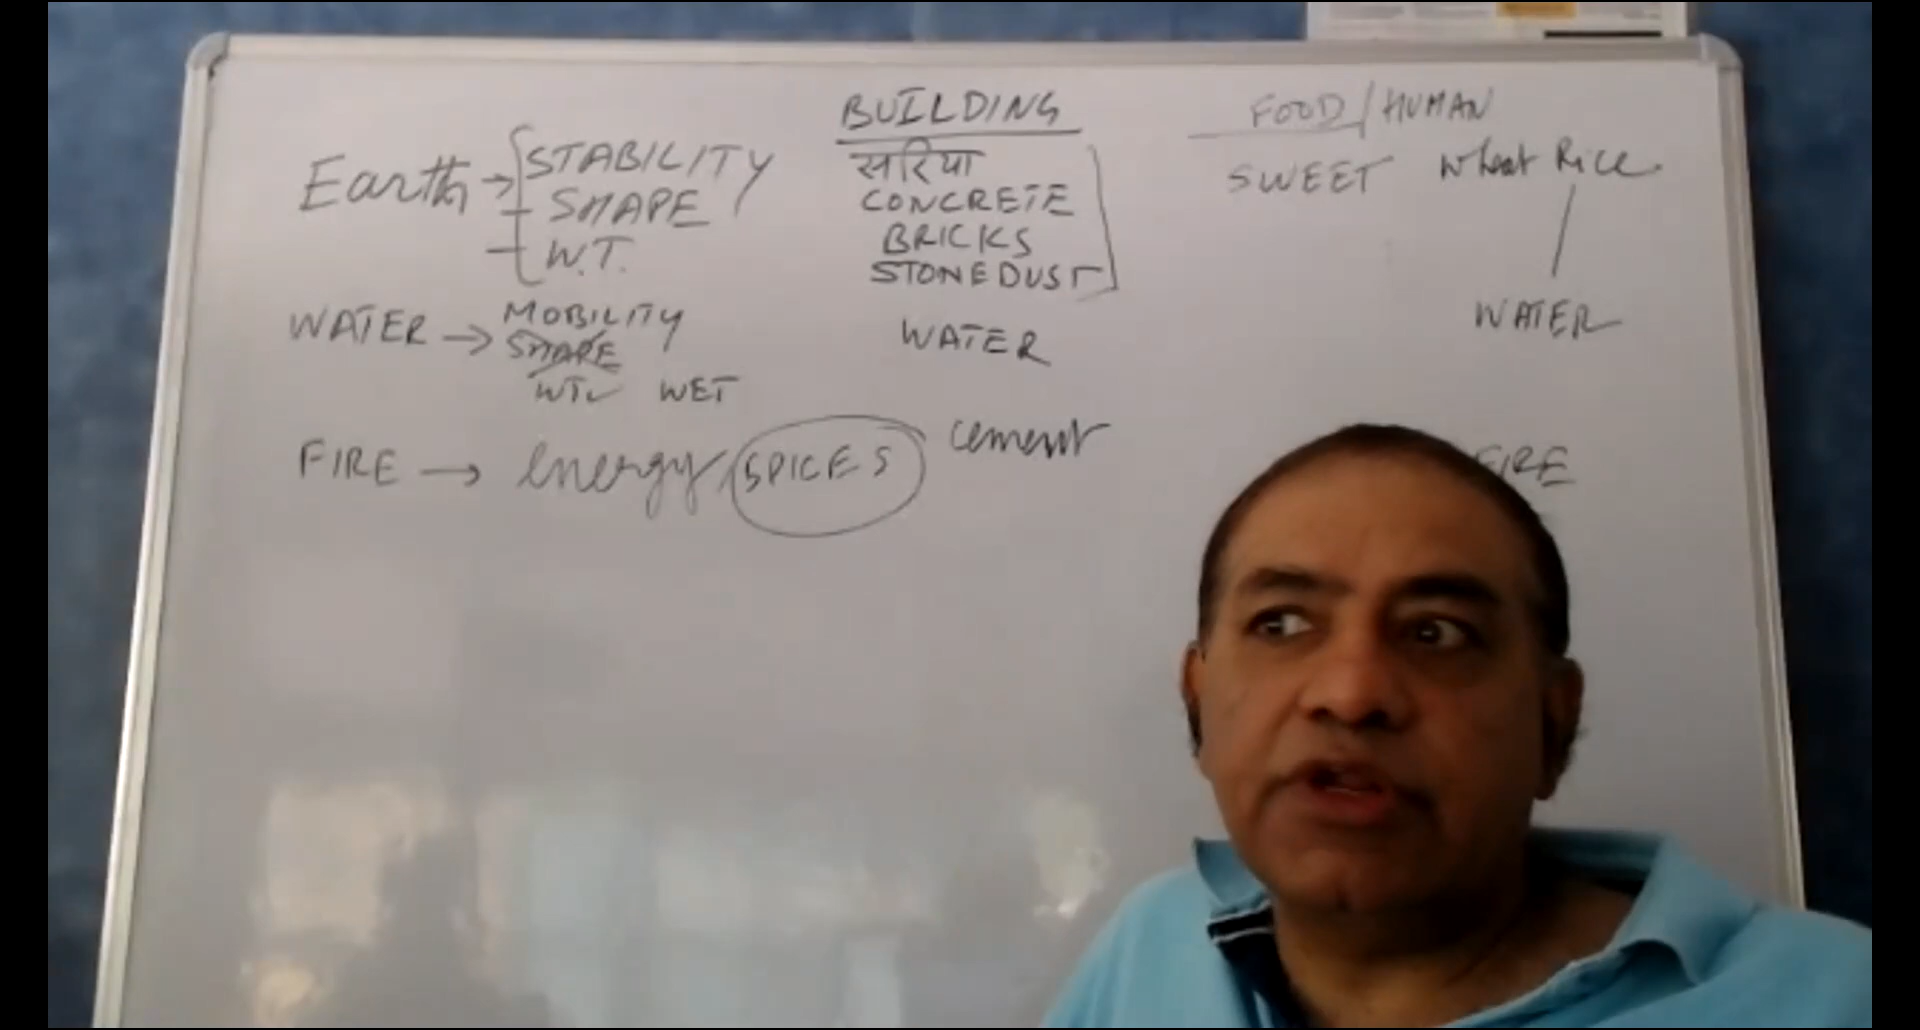 BUILDING
FOOD/HUMAN
Earth → STABILITY
SHAPE
W.T.
सरिया
CONCRETE
BRICKS
STONEDUST
SWEET Wheat Rice
WATER → MOBILITY
SHAPE
WT WET
WATER
WATER
FIRE → energy SPICES
cement
FIRE